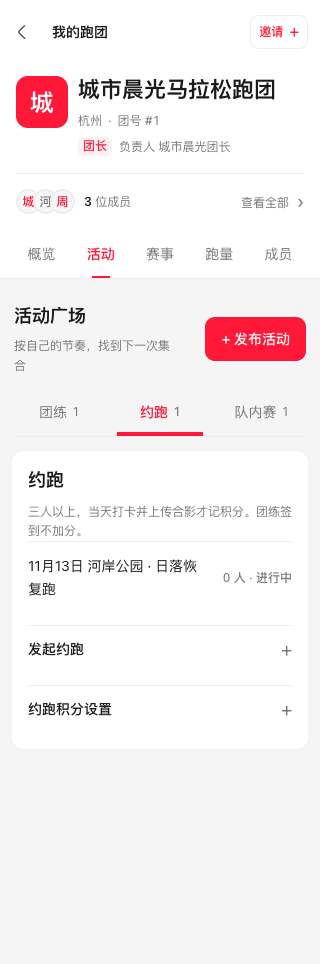 我的跑团
邀请 +
城
城市晨光马拉松跑团
杭州 · 团号 #1
团长 负责人 城市晨光团长
城 河 周 3 位成员
查看全部 ›
概览 活动 赛事 跑量 成员
活动广场
按自己的节奏，找到下一次集
合
+ 发布活动
团练 1 约跑 1 队内赛 1
约跑
三人以上，当天打卡并上传合影才记积分。团练签
到不加分。
11月13日 河岸公园 · 日落恢
复跑
0 人 · 进行中
发起约跑 +
约跑积分设置 +